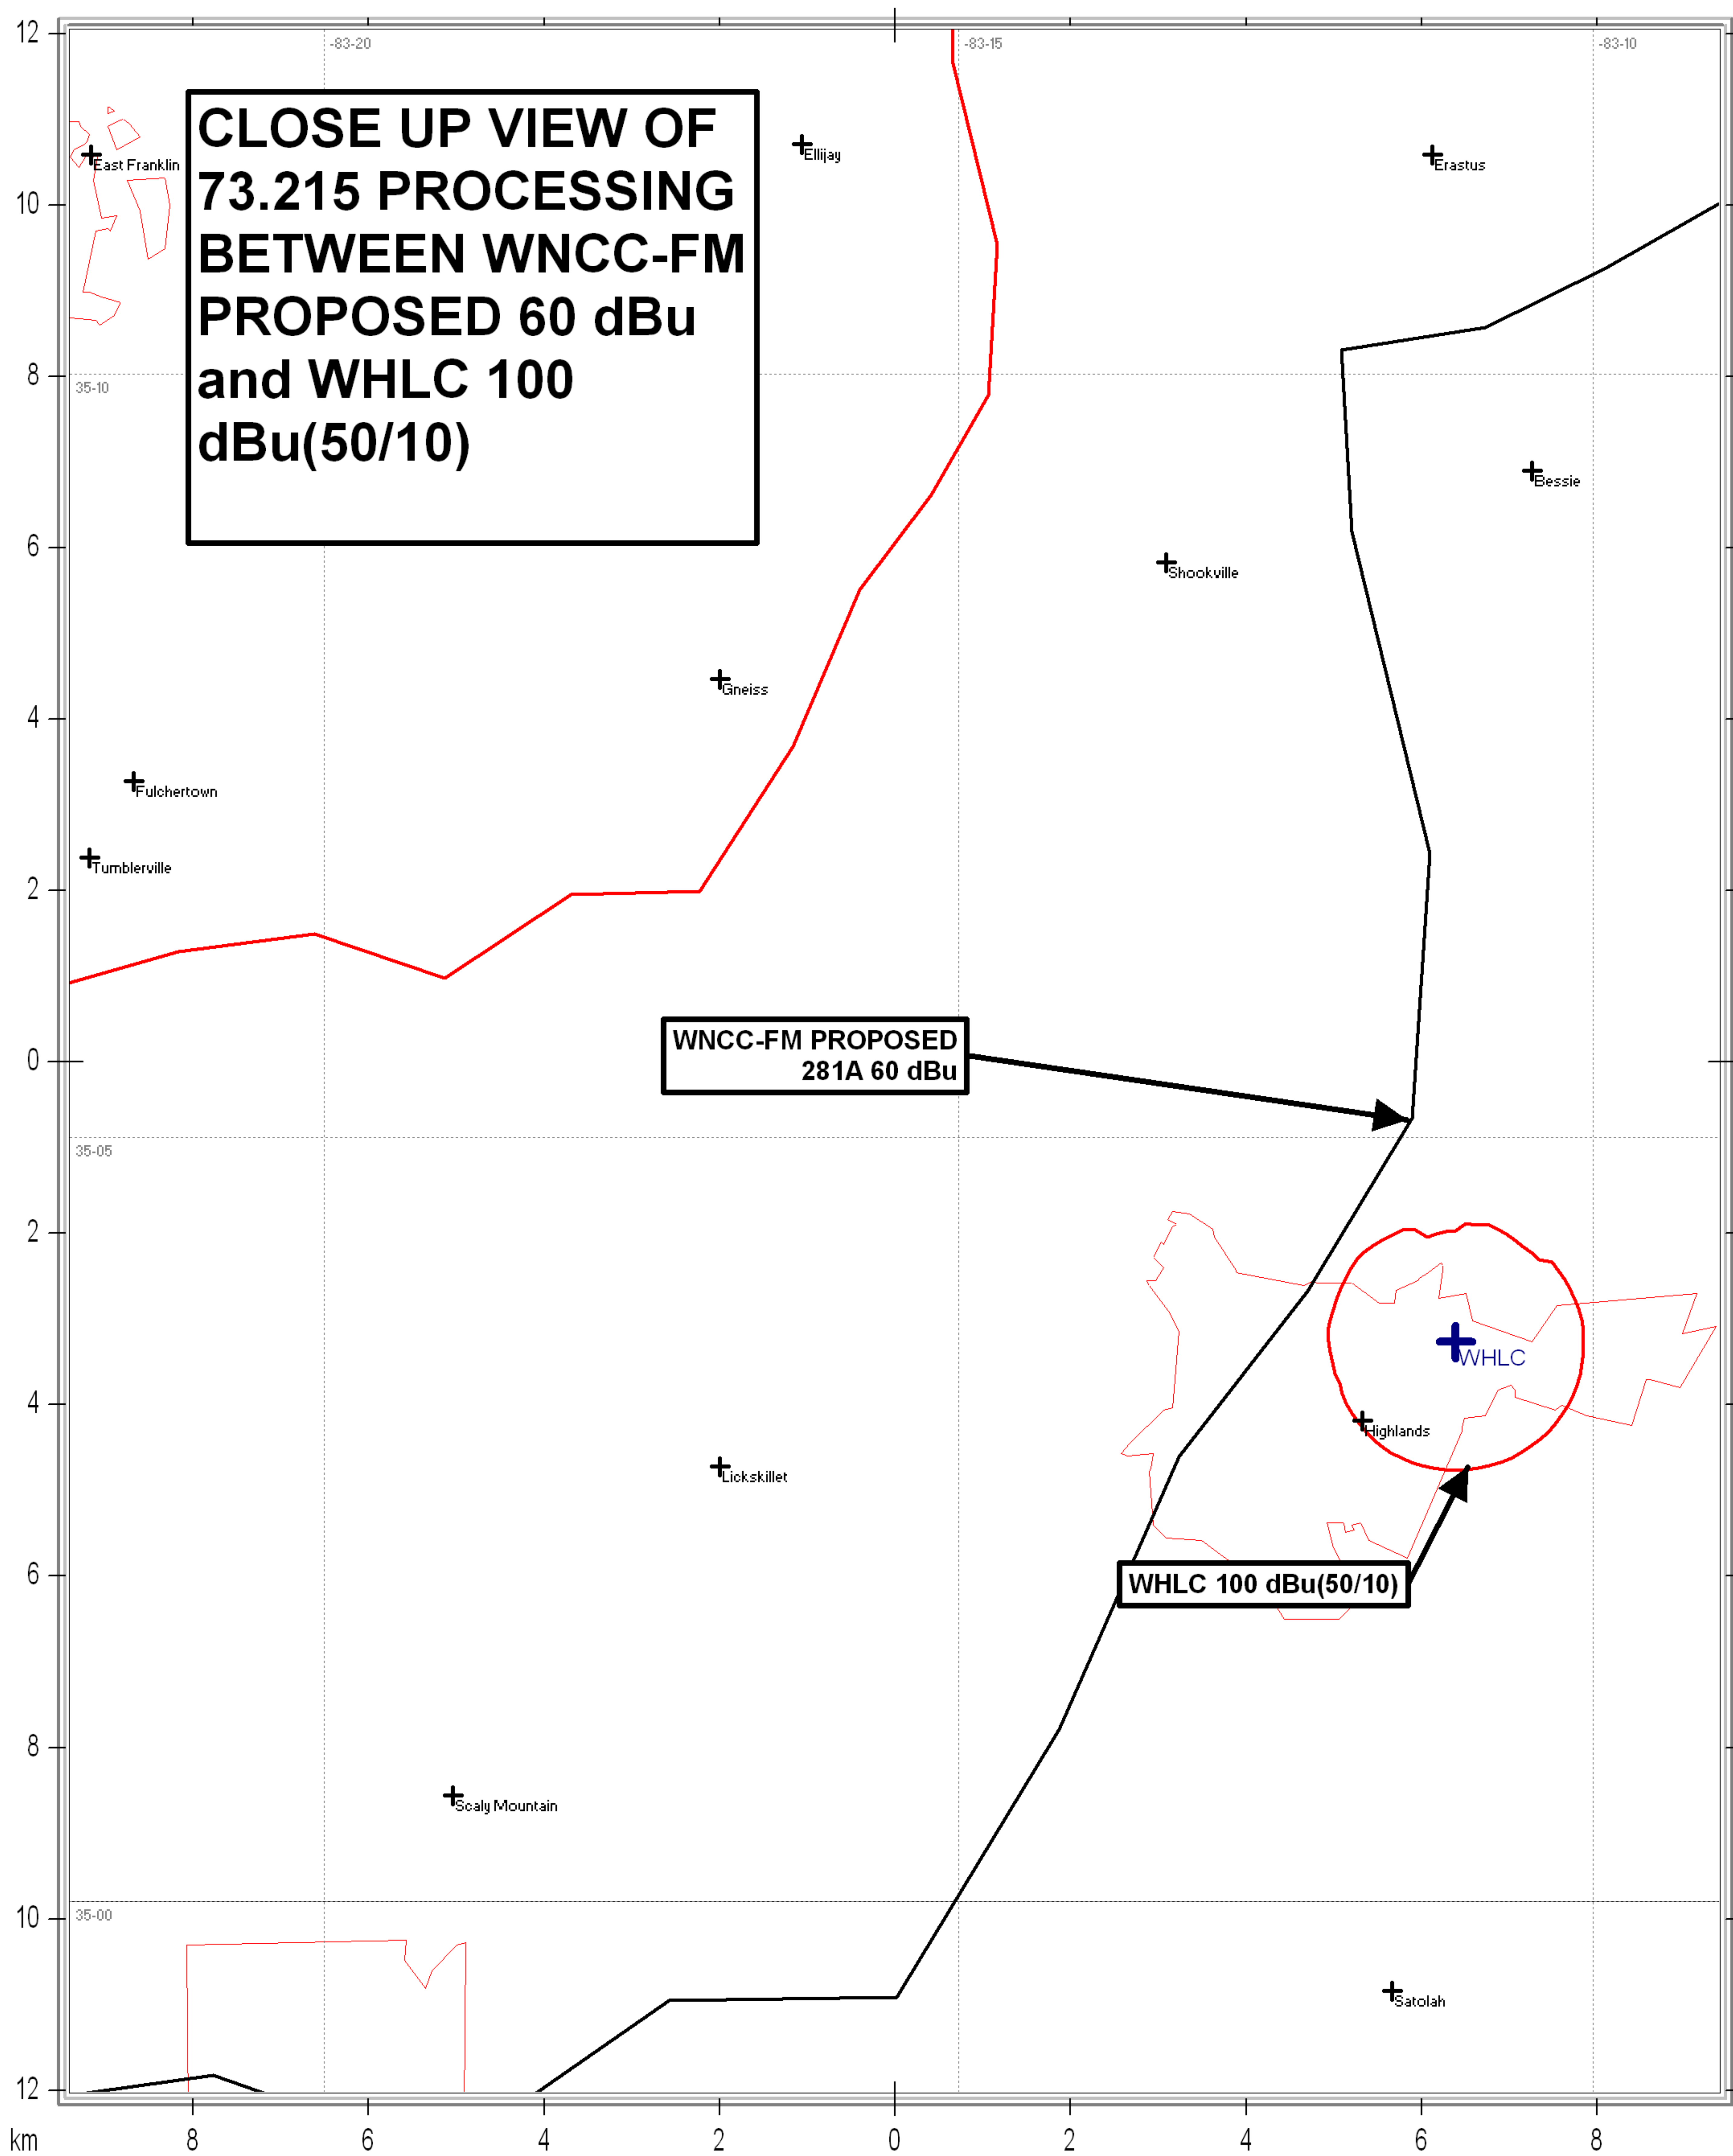 12
-83-20
-83-15
-83-10
CLOSE UP VIEW OF
73.215 PROCESSING
BETWEEN WNCC-FM
PROPOSED 60 dBu
and WHLC 100
dBu(50/10)
East Franklin
Ellijay
Erastus
10
8
35-10
Bessie
6
Shookville
Gneiss
4
Fulchertown
Tumblerville
2
WNCC-FM PROPOSED
281A 60 dBu
0
35-05
2
WHLC
4
Highlands
Lickskillet
6
WHLC 100 dBu(50/10)
8
Scaly Mountain
10
35-00
Satolah
12
km
8
6
4
2
0
2
4
6
8